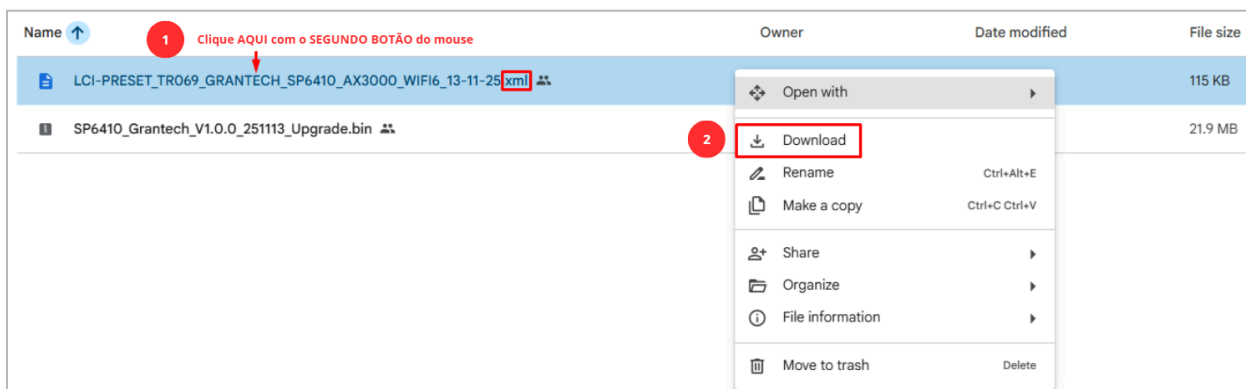 Name
1 Clique AQUI com o SEGUNDO BOTÃO do mouse
Owner
Date modified
File size
LCI-PRESET_TR069_GRANTECH_SP6410_AX3000_WIFI6_13-11-25.xml
115 KB
SP6410_Grantech_V1.0.0_251113_Upgrade.bin
21.9 MB
Open with
2 Download
Rename Ctrl+Alt+E
Make a copy Ctrl+C Ctrl+V
Share
Organize
File information
Move to trash Delete